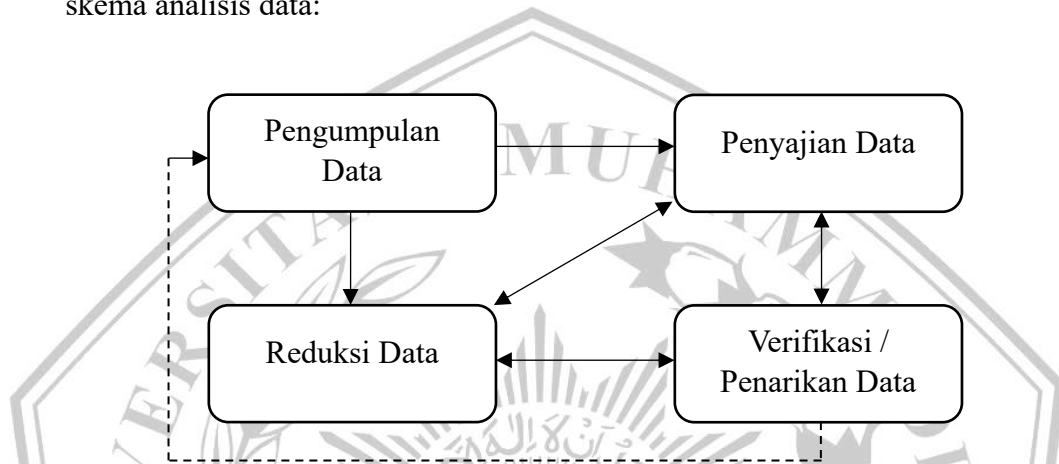 skema analisis data:
Pengumpulan
Data
Penyajian Data
Reduksi Data
Verifikasi /
Penarikan Data